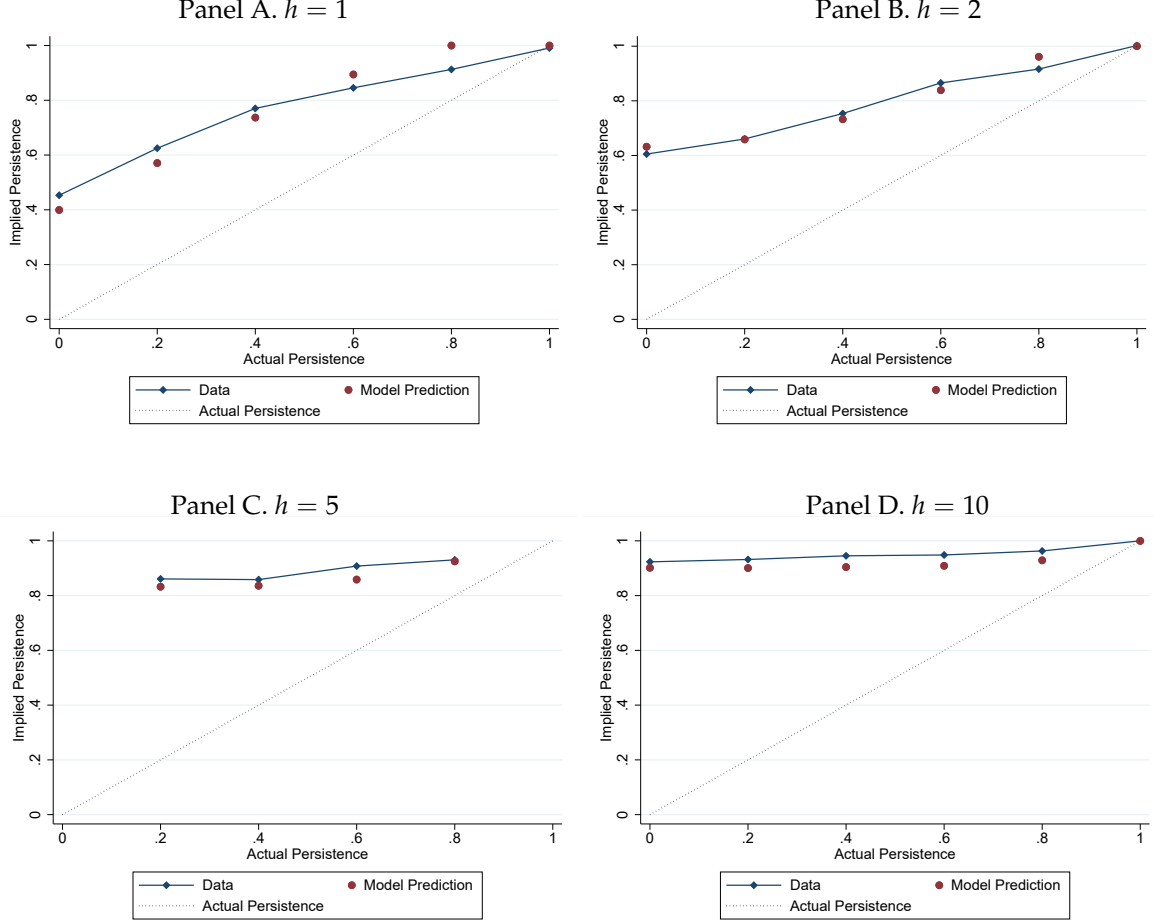 Panel A. h = 1
1
.8
.6
.4
.2
0
Implied Persistence
0 .2 .4 .6 .8 1
Actual Persistence
Data Model Prediction
Actual Persistence
Panel B. h = 2
1
.8
.6
.4
.2
0
Implied Persistence
0 .2 .4 .6 .8 1
Actual Persistence
Data Model Prediction
Actual Persistence
Panel C. h = 5
1
.8
.6
.4
.2
0
Implied Persistence
0 .2 .4 .6 .8 1
Actual Persistence
Data Model Prediction
Actual Persistence
Panel D. h = 10
1
.8
.6
.4
.2
0
Implied Persistence
0 .2 .4 .6 .8 1
Actual Persistence
Data Model Prediction
Actual Persistence